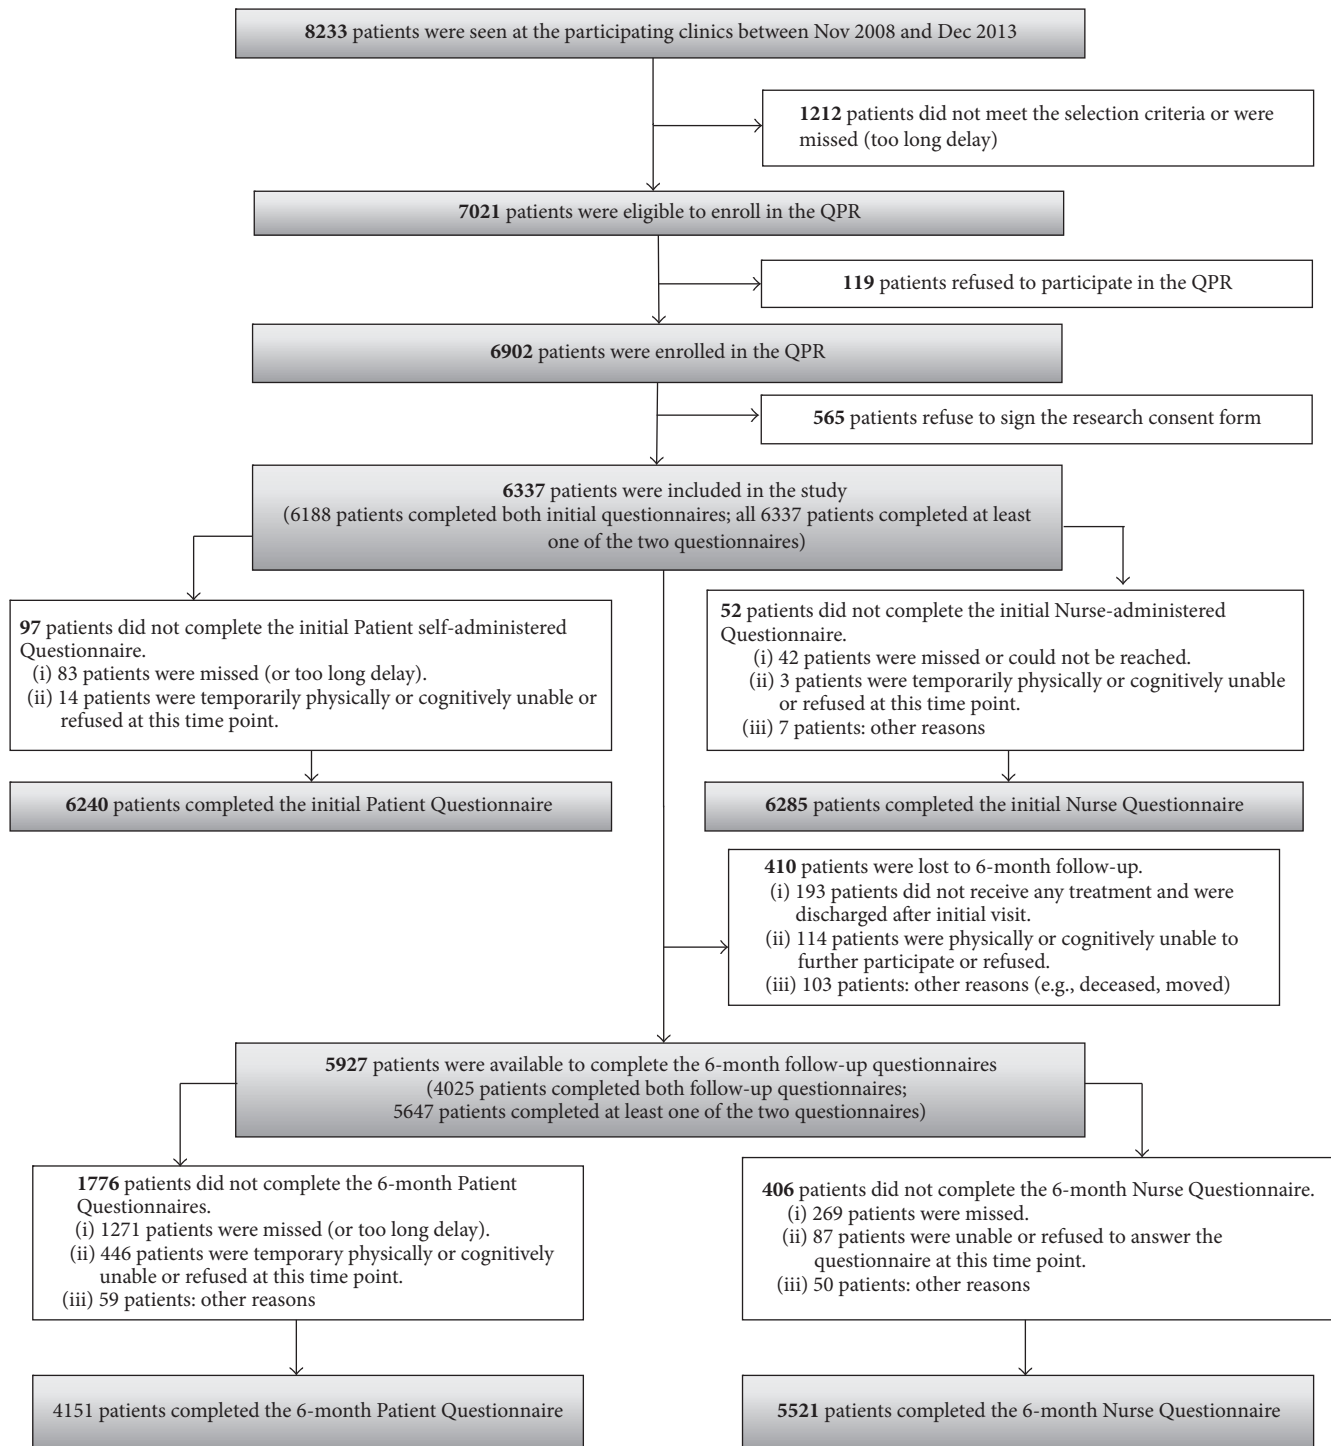 8233 patients were seen at the participating clinics between Nov 2008 and Dec 2013
1212 patients did not meet the selection criteria or were
missed (too long delay)
7021 patients were eligible to enroll in the QPR
119 patients refused to participate in the QPR
6902 patients were enrolled in the QPR
565 patients refuse to sign the research consent form
6337 patients were included in the study
(6188 patients completed both initial questionnaires; all 6337 patients completed at least
one of the two questionnaires)
97 patients did not complete the initial Patient self-administered
Questionnaire.
(i) 83 patients were missed (or too long delay).
(ii) 14 patients were temporarily physically or cognitively unable or
refused at this time point.
52 patients did not complete the initial Nurse-administered
Questionnaire.
(i) 42 patients were missed or could not be reached.
(ii) 3 patients were temporarily physically or cognitively unable
or refused at this time point.
(iii) 7 patients: other reasons
6240 patients completed the initial Patient Questionnaire
6285 patients completed the initial Nurse Questionnaire
410 patients were lost to 6-month follow-up.
(i) 193 patients did not receive any treatment and were
discharged after initial visit.
(ii) 114 patients were physically or cognitively unable to
further participate or refused.
(iii) 103 patients: other reasons (e.g., deceased, moved)
5927 patients were available to complete the 6-month follow-up questionnaires
(4025 patients completed both follow-up questionnaires;
5647 patients completed at least one of the two questionnaires)
1776 patients did not complete the 6-month Patient
Questionnaires.
(i) 1271 patients were missed (or too long delay).
(ii) 446 patients were temporary physically or cognitively
unable or refused at this time point.
(iii) 59 patients: other reasons
406 patients did not complete the 6-month Nurse Questionnaire.
(i) 269 patients were missed.
(ii) 87 patients were unable or refused to answer the
questionnaire at this time point.
(iii) 50 patients: other reasons
4151 patients completed the 6-month Patient Questionnaire
5521 patients completed the 6-month Nurse Questionnaire